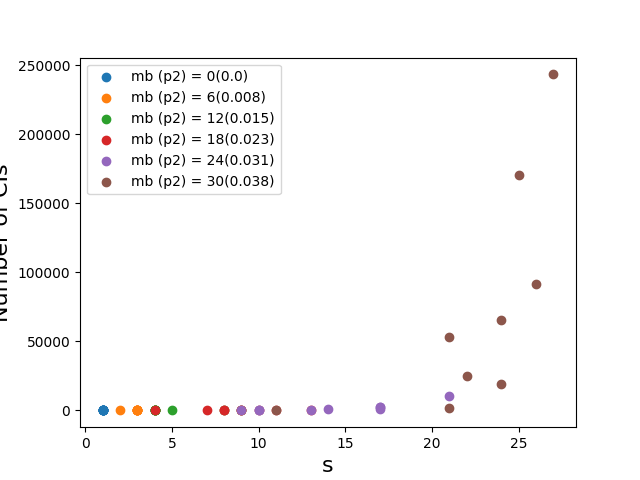 250000
200000
150000
100000
50000
0
mb (p2) = 0(0.0)
mb (p2) = 6(0.008)
mb (p2) = 12(0.015)
mb (p2) = 18(0.023)
mb (p2) = 24(0.031)
mb (p2) = 30(0.038)
Number of CIs
0 5 10 15 20 25
s